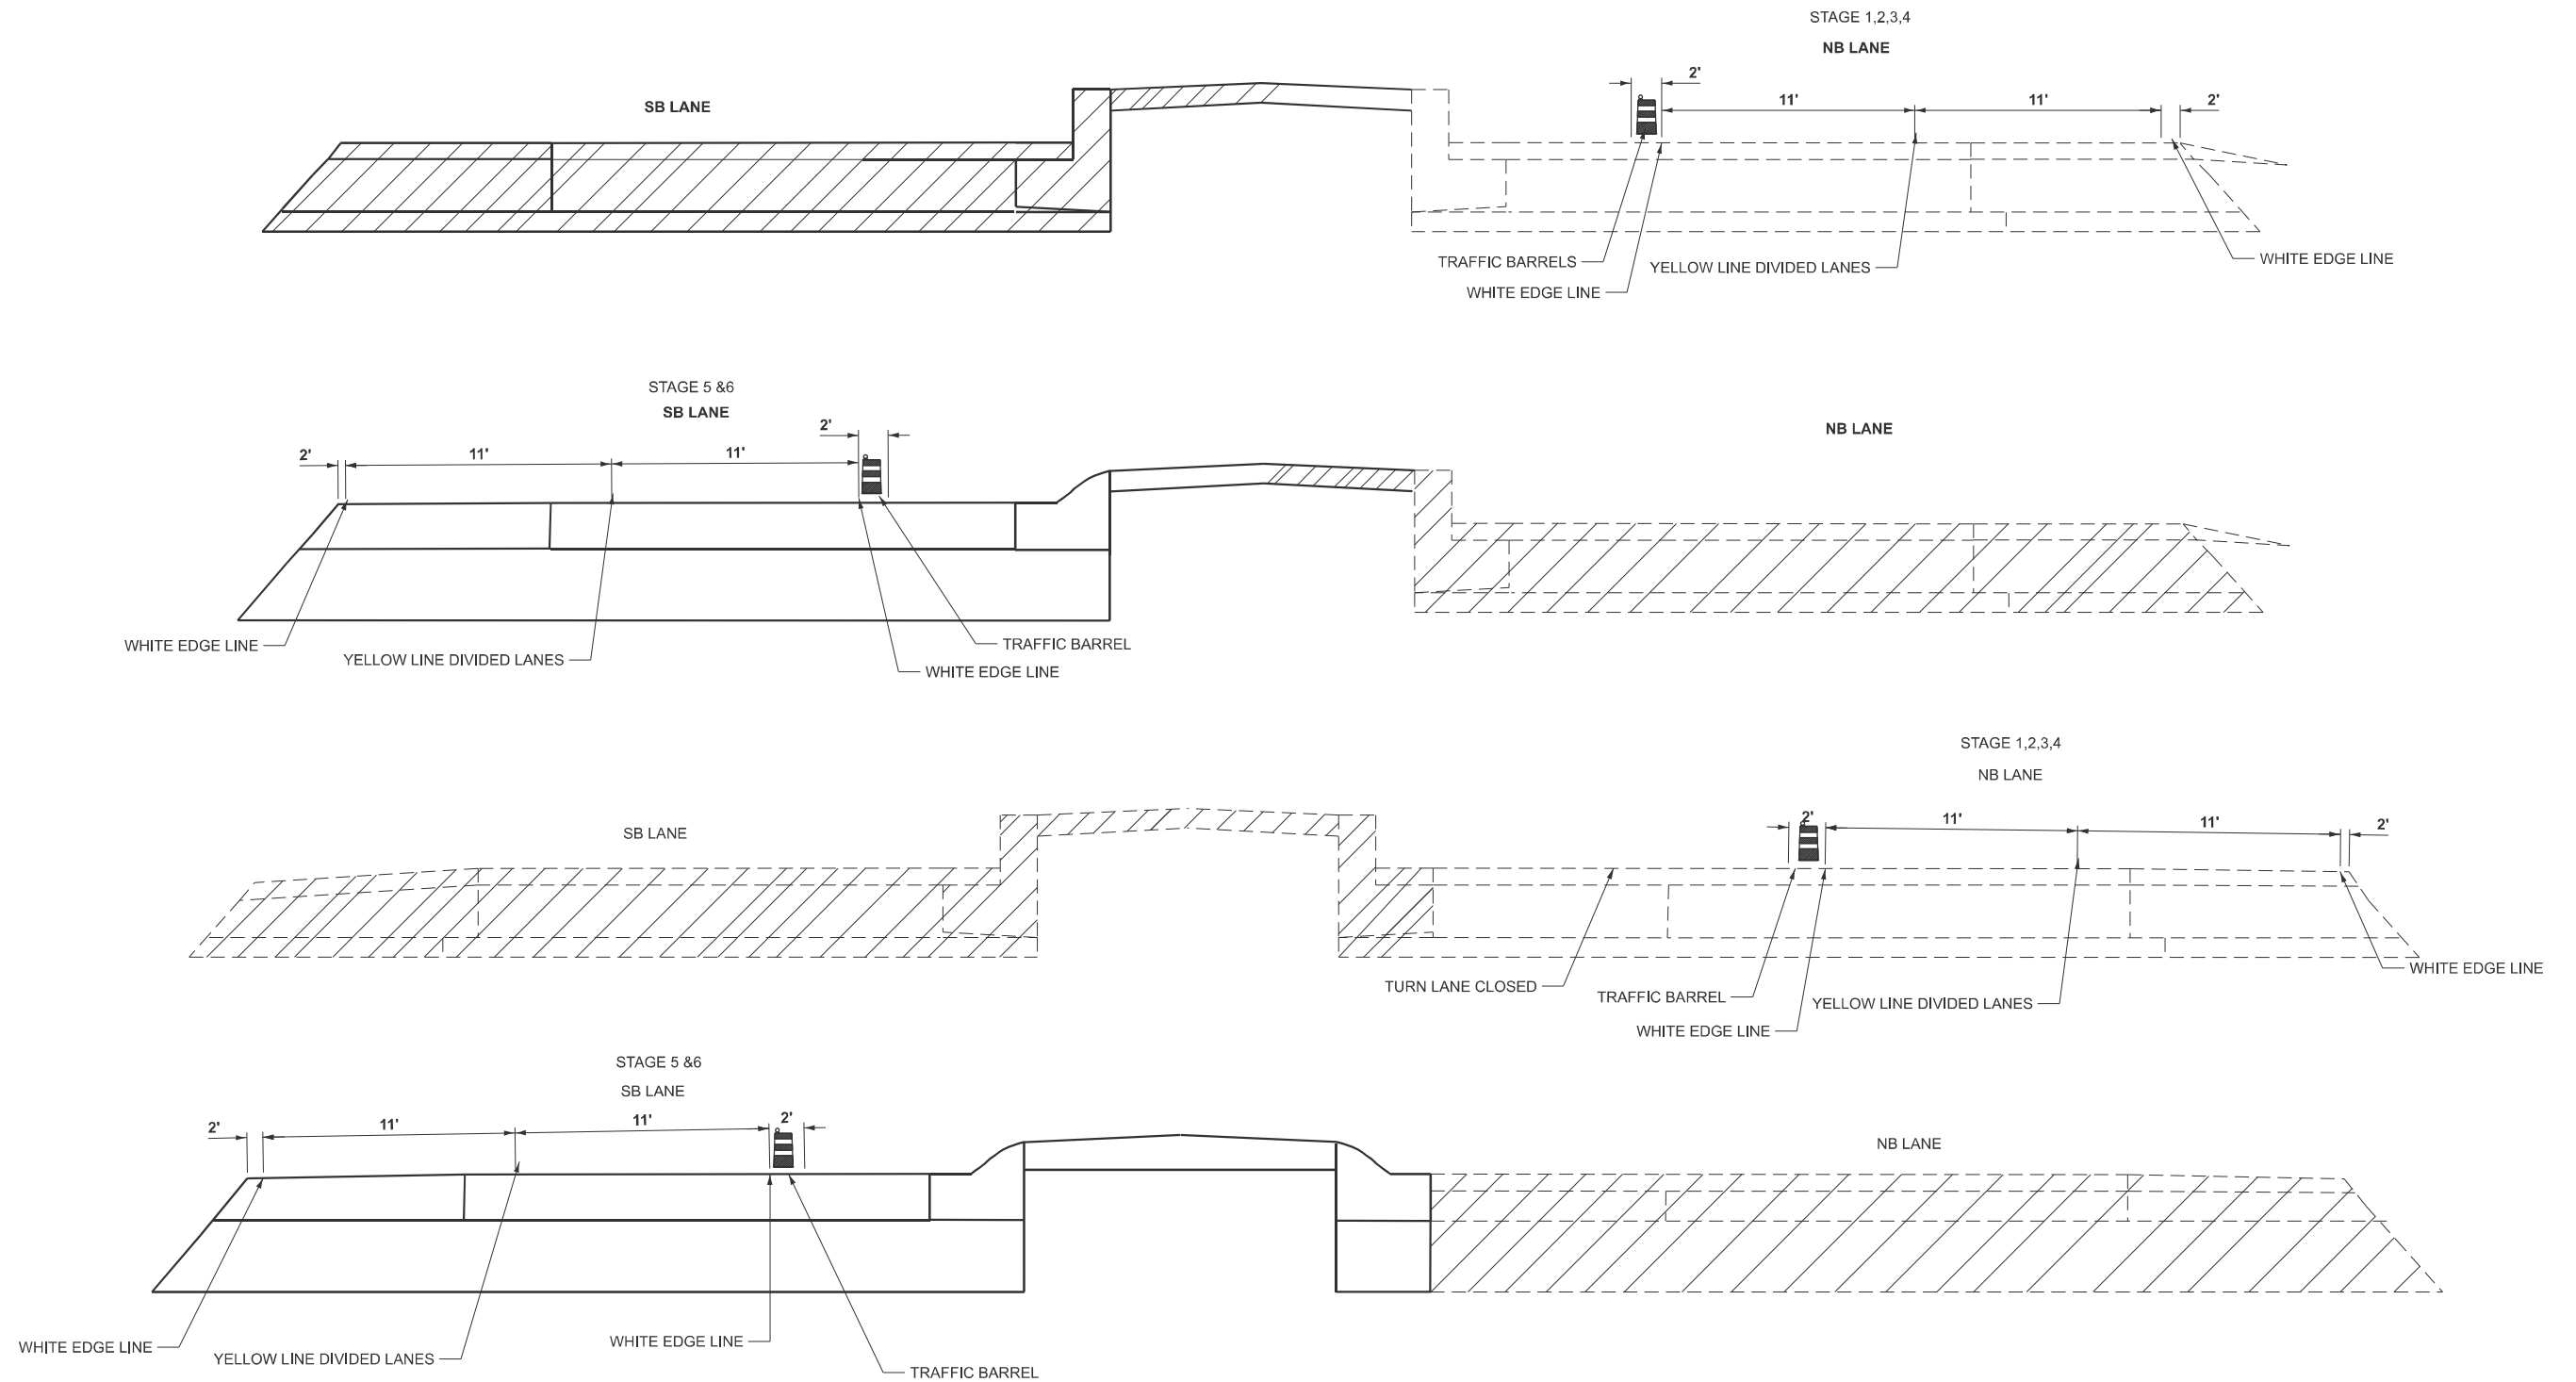 STAGE 1,2,3,4
NB LANE
2'
SB LANE
11'
11'
2'
TRAFFIC BARRELS
YELLOW LINE DIVIDED LANES
WHITE EDGE LINE
WHITE EDGE LINE
STAGE 5 &6
SB LANE
2'
NB LANE
2'
11'
11'
WHITE EDGE LINE
YELLOW LINE DIVIDED LANES
TRAFFIC BARREL
WHITE EDGE LINE
STAGE 1,2,3,4
NB LANE
SB LANE
2'
11'
11'
2'
TURN LANE CLOSED
TRAFFIC BARREL
YELLOW LINE DIVIDED LANES
WHITE EDGE LINE
WHITE EDGE LINE
STAGE 5 &6
SB LANE
2'
11'
11'
2'
NB LANE
WHITE EDGE LINE
YELLOW LINE DIVIDED LANES
WHITE EDGE LINE
TRAFFIC BARREL